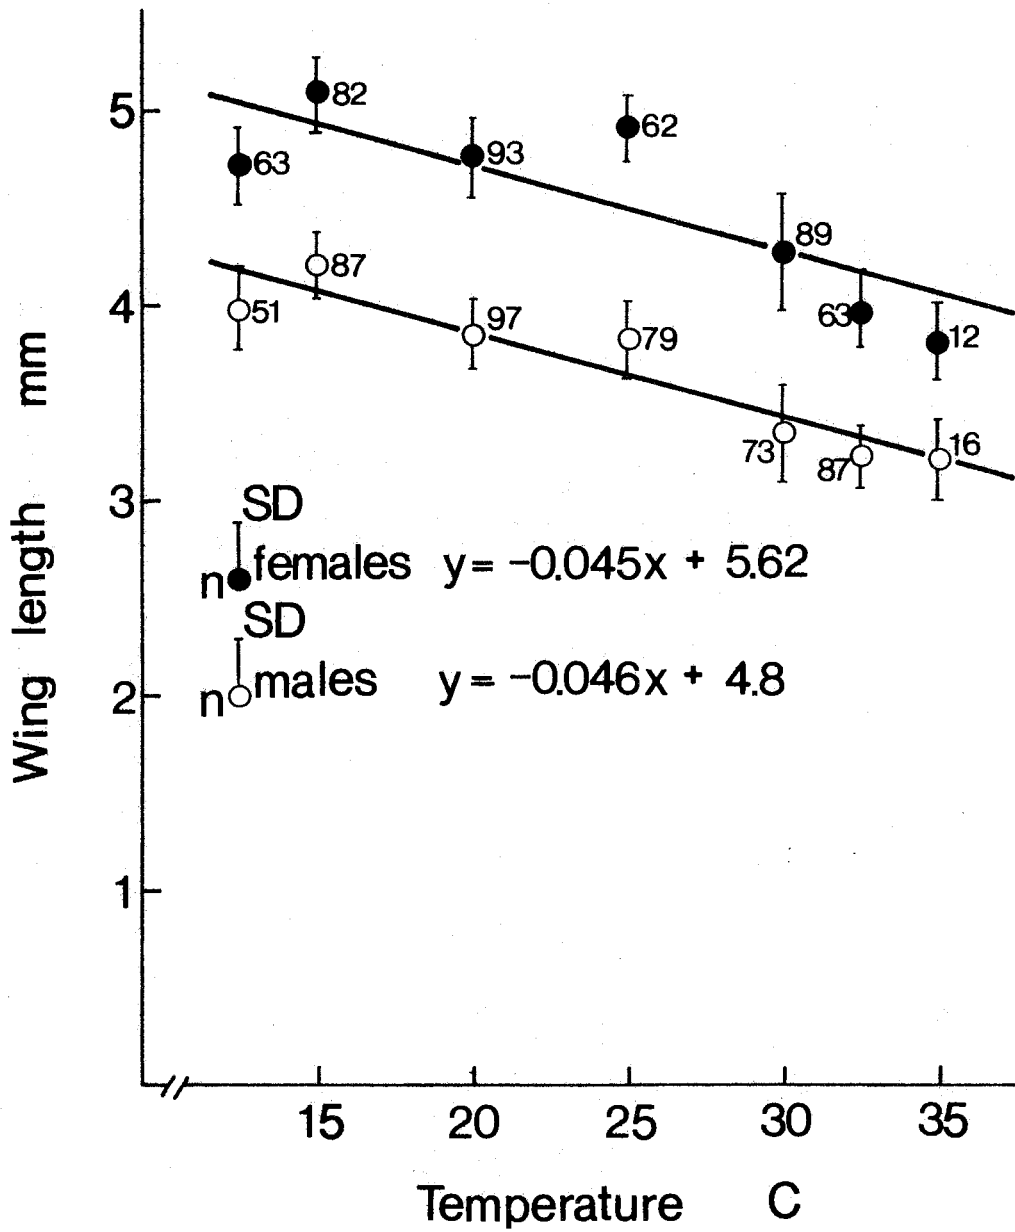 5
82
63
62
93
89
87
4
51
97
79
63
12
73
87
16
3
SD
n females y = -0.045x + 5.62
SD
n males y = -0.046x + 4.8
2
1
Wing length mm
15 20 25 30 35
Temperature C